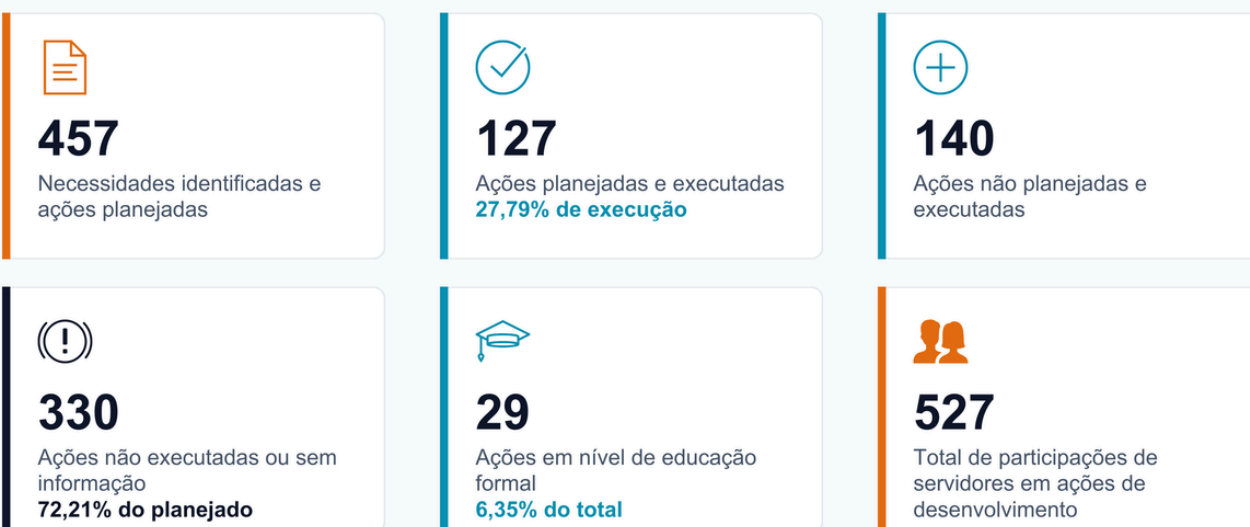 457
Necessidades identificadas e
ações planejadas
127
Ações planejadas e executadas
27,79% de execução
140
Ações não planejadas e
executadas
330
Ações não executadas ou sem
informação
72,21% do planejado
29
Ações em nível de educação
formal
6,35% do total
527
Total de participações de
servidores em ações de
desenvolvimento